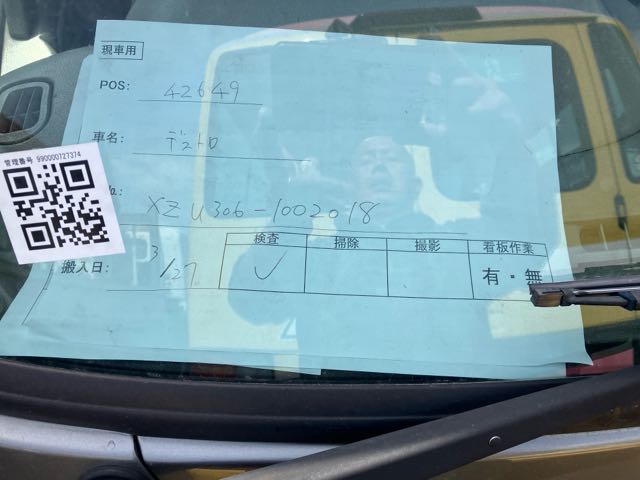 現車用
POS: 42649
車名: デュトロ
管理番号 990000727374
XZU306-1002018
搬入日: 3/27
検査 掃除 撮影 看板作業
✓ 有・無